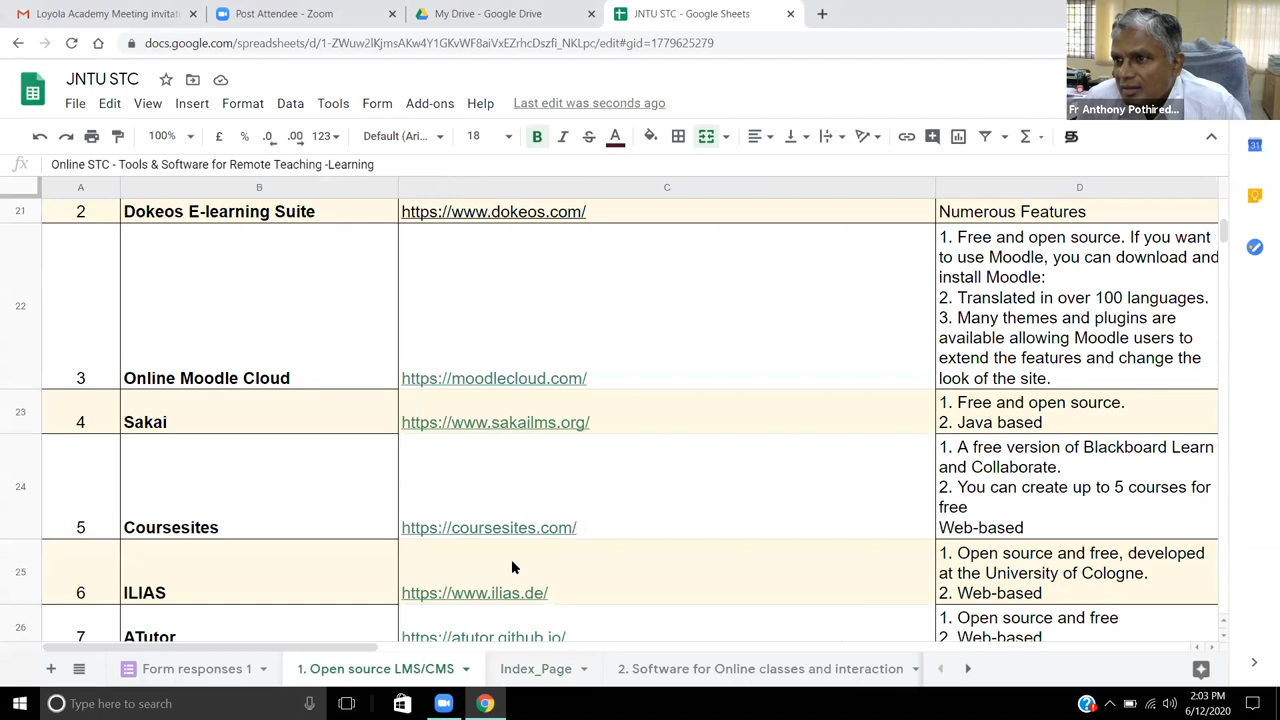 Loyola Academy Meeting invitati
Post Attendee - Zoom
My Drive - Google Drive
JNTU STC - Google Sheets
docs.google.com/spreadsheets/d/1-ZWuw2lKjmsAKw4Y1GKvWF8aiVxEZrhcDszfi_NKLpc/edit#gid=1779625279
JNTU STC
File Edit View Insert Format Data Tools Form Add-ons Help Last edit was seconds ago
Fr Anthony Pothired...
100% £ % .0 .00 123 Default (Ari... 18 B I S A
fx Online STC - Tools & Software for Remote Teaching -Learning
A B C D
21 2 Dokeos E-learning Suite https://www.dokeos.com/ Numerous Features
1. Free and open source. If you want
to use Moodle, you can download and
install Moodle:
2. Translated in over 100 languages.
3. Many themes and plugins are
available allowing Moodle users to
extend the features and change the
look of the site.
22 3 Online Moodle Cloud https://moodlecloud.com/
1. Free and open source.
2. Java based
23 4 Sakai https://www.sakailms.org/
1. A free version of Blackboard Learn
and Collaborate.
2. You can create up to 5 courses for
free
Web-based
24 5 Coursesites https://coursesites.com/
1. Open source and free, developed
at the University of Cologne.
2. Web-based
25 6 ILIAS https://www.ilias.de/
1. Open source and free
2. Web-based
26 7 ATutor https://atutor.github.io/
Form responses 1 1. Open source LMS/CMS Index_Page 2. Software for Online classes and interaction
Type here to search
2:03 PM
6/12/2020
31